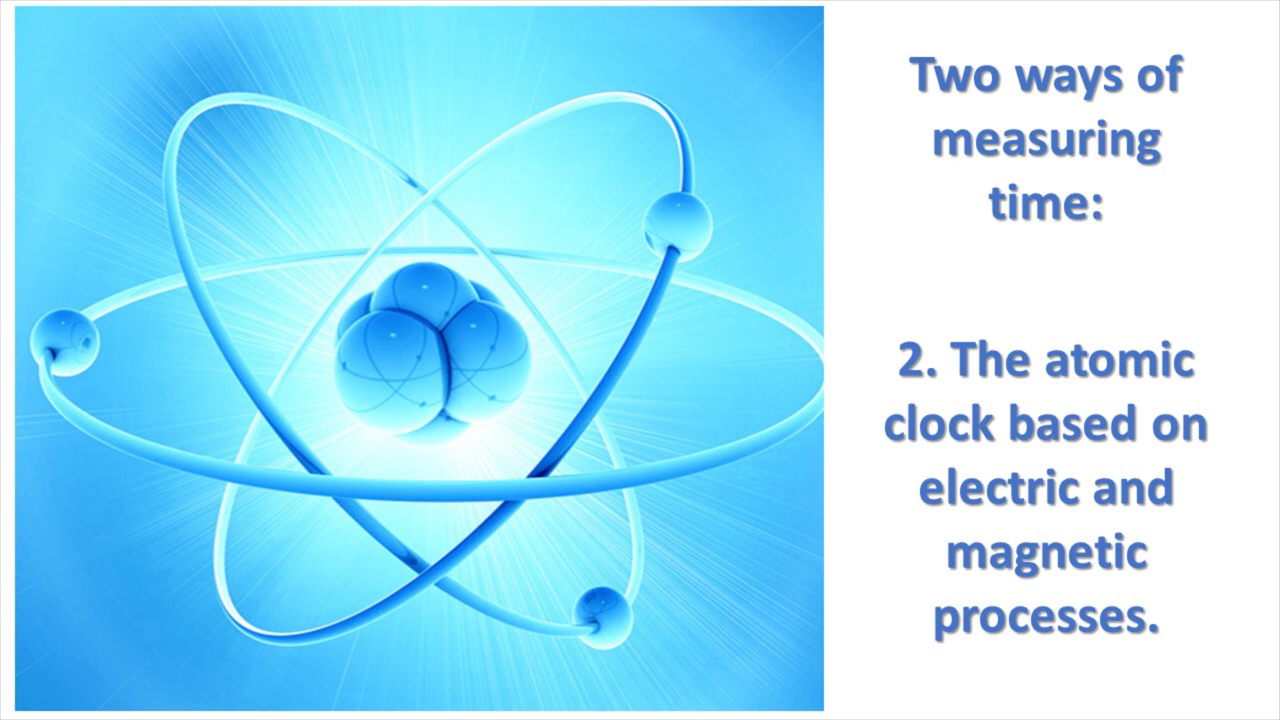 Two ways of
measuring
time:
2. The atomic
clock based on
electric and
magnetic
processes.